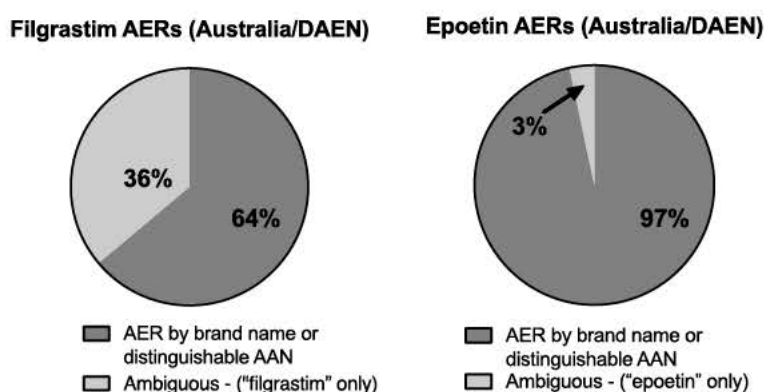 Filgrastim AERs (Australia/DAEN)
36%
64%
AER by brand name or
distinguishable AAN
Ambiguous - ("filgrastim" only)
Epoetin AERs (Australia/DAEN)
3%
97%
AER by brand name or
distinguishable AAN
Ambiguous - ("epoetin" only)